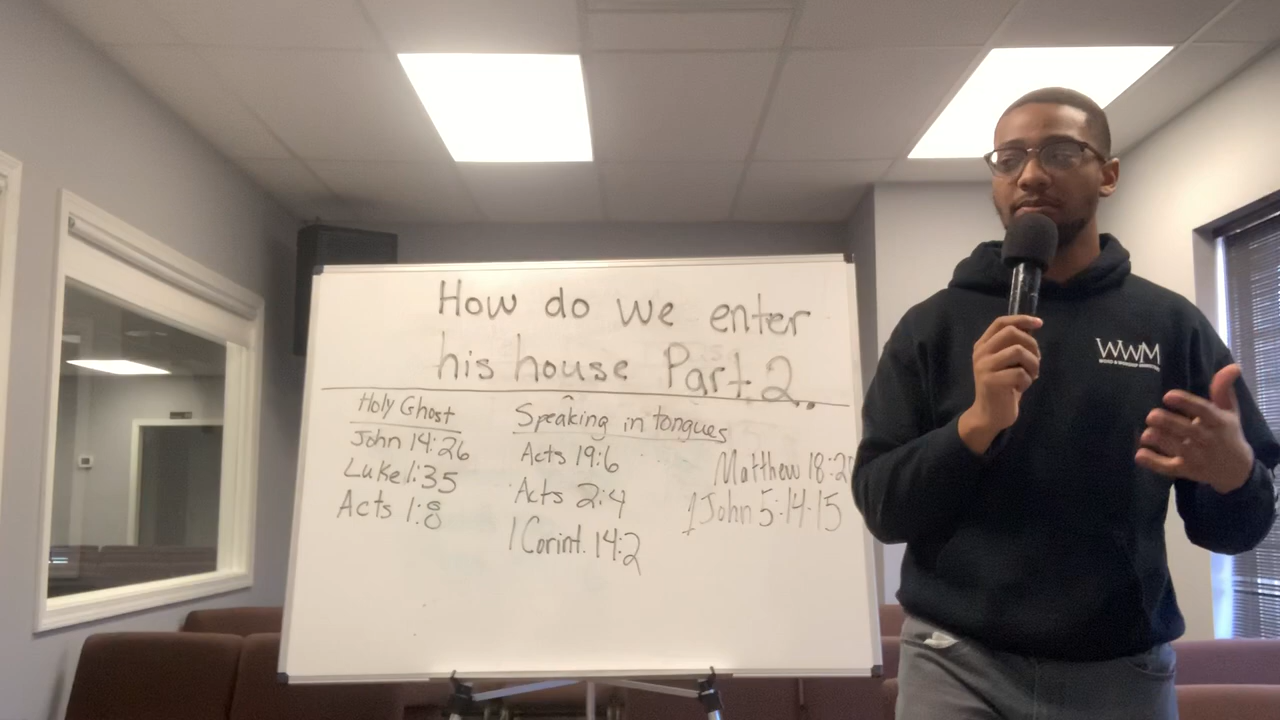 How do we enter
his house Part 2.
Holy Ghost
John 14:26
Luke 1:35
Acts 1:8
Speaking in tongues
Acts 19:6
Acts 2:4
1 Corint. 14:2
Matthew 18:20
1 John 5:14-15
WWM